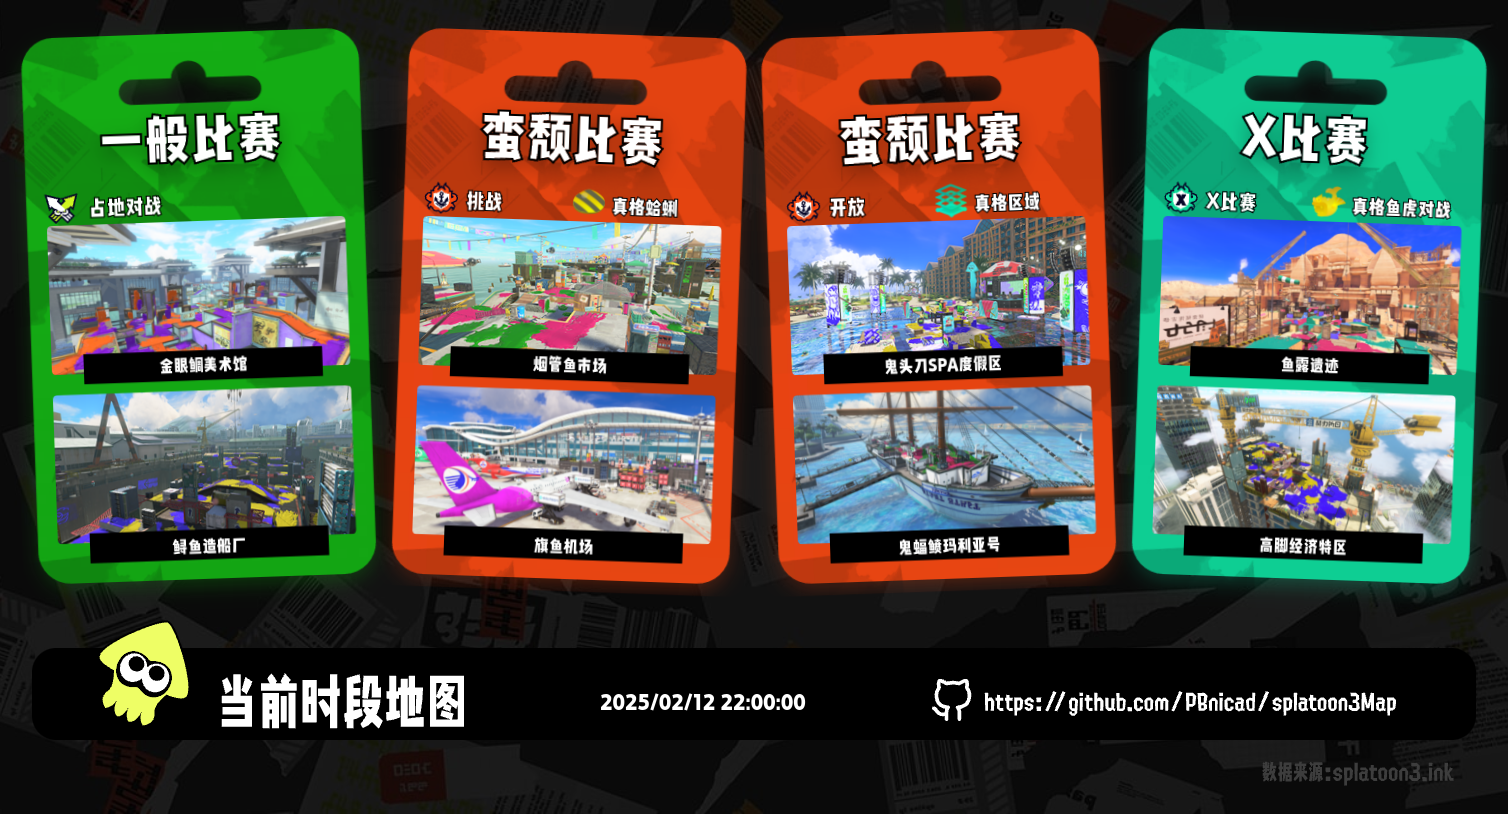 一般比赛
占地对战
金眼鲷美术馆
鲟鱼造船厂
蛮颓比赛
挑战
真格蛤蜊
烟管鱼市场
旗鱼机场
蛮颓比赛
开放
真格区域
鬼头刀SPA度假区
鬼蝠鲼玛利亚号
X比赛
X比赛
真格鱼虎对战
鱼露遗迹
高脚经济特区
当前时段地图
2025/02/12 22:00:00
https://github.com/PBnicad/splatoon3Map
数据来源:splatoon3.ink